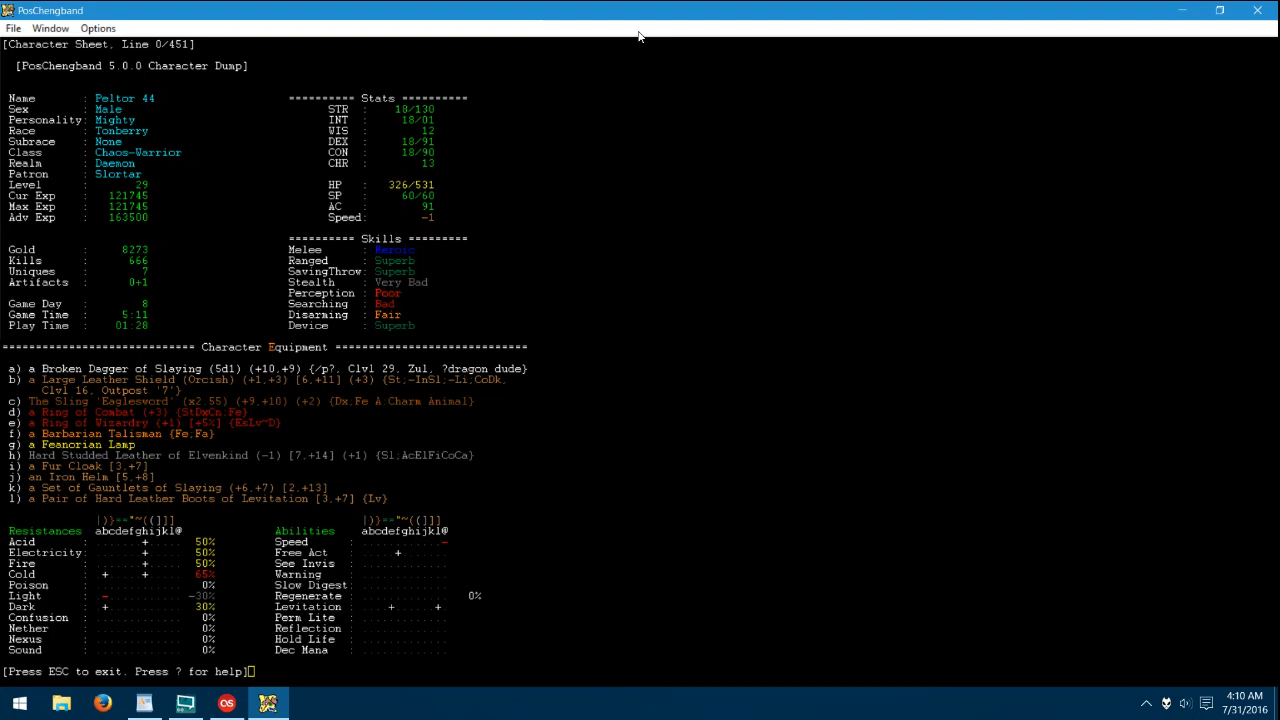 PosChengband
File Window Options
[Character Sheet, Line 0/451]
[PosChengband 5.0.0 Character Dump]
Name : Peltor 44 ========== Stats ==========
Sex : Male STR : 18/130
Personality: Mighty INT : 18/01
Race : Tonberry WIS : 12
Subrace : None DEX : 18/91
Class : Chaos-Warrior CON : 18/90
Realm : Daemon CHR : 13
Patron : Slortar
Level : 29 HP : 326/531
Cur Exp : 121745 SP : 60/60
Max Exp : 121745 AC : 91
Adv Exp : 163500 Speed: -1
========== Skills ==========
Gold : 8273 Melee : Heroic
Kills : 666 Ranged : Superb
Uniques : 7 SavingThrow: Superb
Artifacts : 0+1 Stealth : Very Bad
Perception : Poor
Game Day : 8 Searching : Bad
Game Time : 5:11 Disarming : Fair
Play Time : 01:28 Device : Superb
============================ Character Equipment ============================
a) a Broken Dagger of Slaying (5d1) (+10,+9) {/p?, Clvl 29, Zul, ?dragon dude}
b) a Large Leather Shield (Orcish) (+1,+3) [6,+11] (+3) {St;-InSl;-Li;CoDk,
Clvl 16, Outpost '7'}
c) The Sling 'Eaglesword' (x2.55) (+9,+10) (+2) {Dx;Fe A:Charm Animal}
d) a Ring of Combat (+3) {StDxCn;Fe}
e) a Ring of Wizardry (+1) [+5%] {EsLv~D}
f) a Barbarian Talisman {Fe;Fa}
g) a Feanorian Lamp
h) Hard Studded Leather of Elvenkind (-1) [7,+14] (+1) {Sl;AcElFiCoCa}
i) a Fur Cloak [3,+7]
j) an Iron Helm [5,+8]
k) a Set of Gauntlets of Slaying (+6,+7) [2,+13]
l) a Pair of Hard Leather Boots of Levitation [3,+7] {Lv}
|)}=="~((]]] |)}=="~((]]]
Resistances abcdefghijkl@ Abilities abcdefghijkl@
Acid : .......+..... 50% Speed : ............-
Electricity: .......+..... 50% Free Act : .....+.......
Fire : .......+..... 50% See Invis : .............
Cold : .+.....+..... 65% Warning : .............
Poison : ............. 0% Slow Digest: .............
Light : .-........... -30% Regenerate : ............. 0%
Dark : .+........... 30% Levitation : ....+......+.
Confusion : ............. 0% Perm Lite : .............
Nether : ............. 0% Reflection : .............
Nexus : ............. 0% Hold Life : .............
Sound : ............. 0% Dec Mana : .............
[Press ESC to exit. Press ? for help]
4:10 AM
7/31/2016